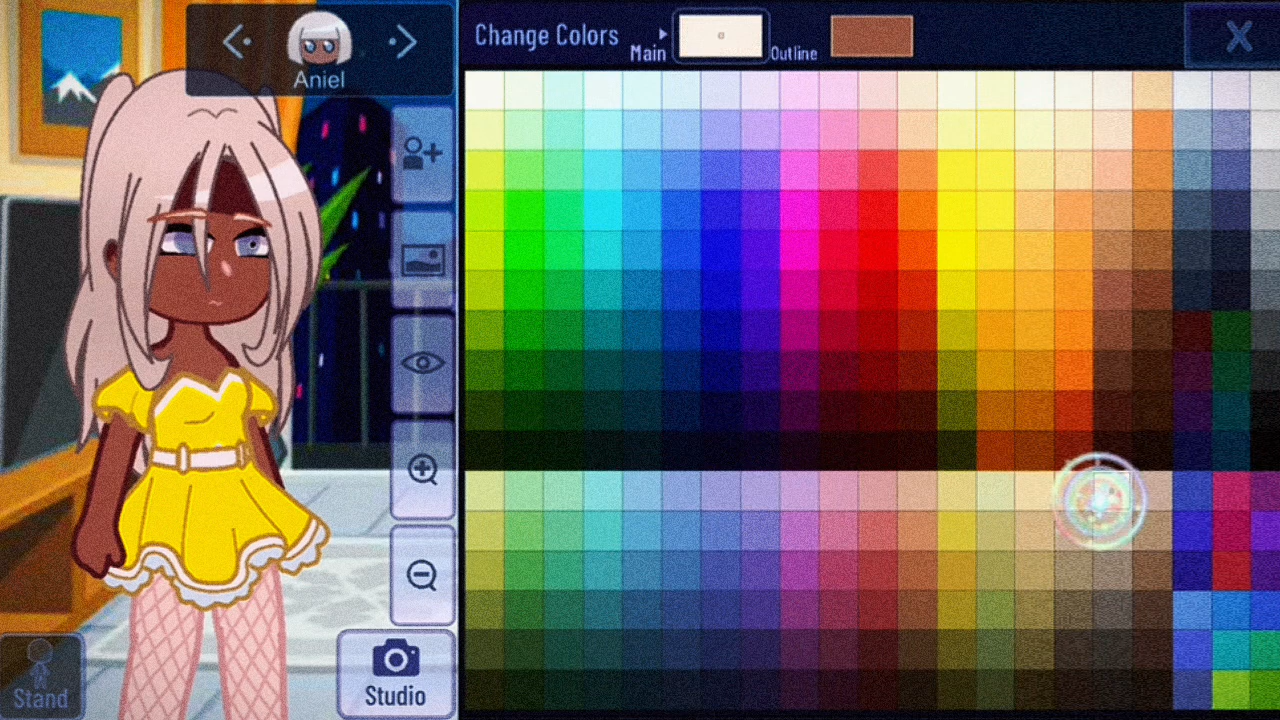 Aniel
Change Colors
Main
Outline
X
Stand
Studio